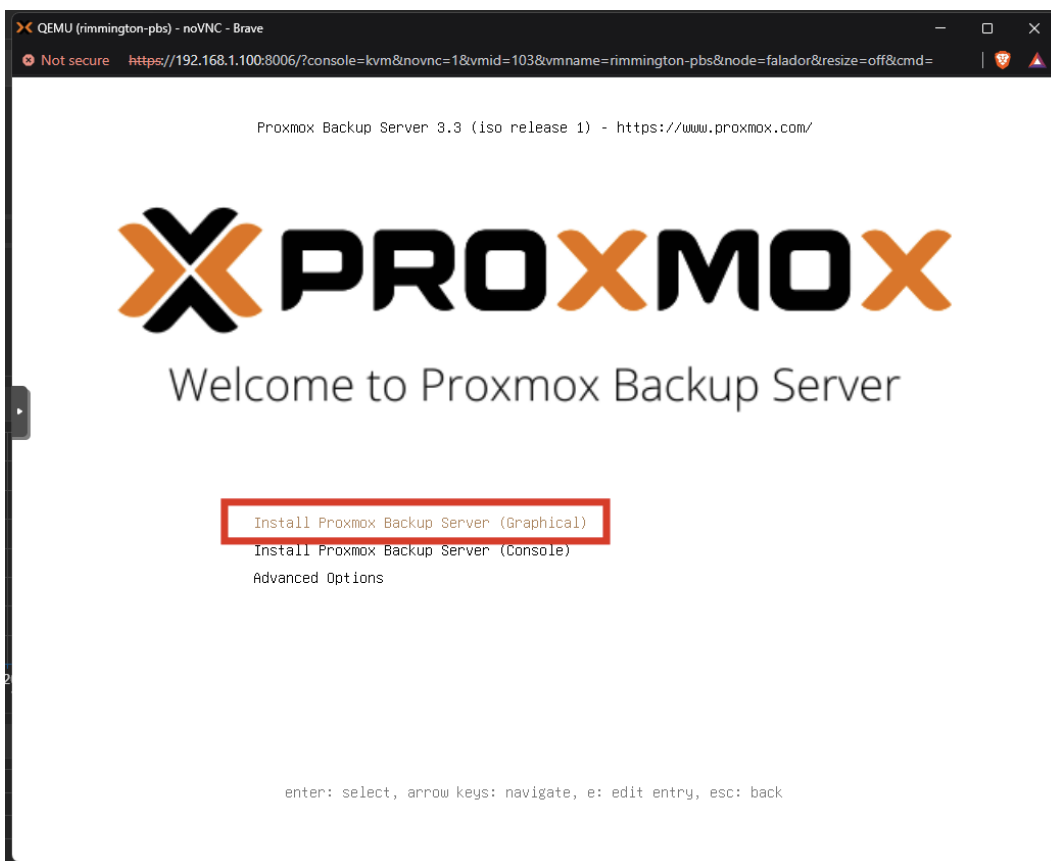 QEMU (rimmington-pbs) - noVNC - Brave
Not secure https://192.168.1.100:8006/?console=kvm&novnc=1&vmid=103&vmname=rimmington-pbs&node=falador&resize=off&cmd=
Proxmox Backup Server 3.3 (iso release 1) - https://www.proxmox.com/
PROXMOX
Welcome to Proxmox Backup Server
Install Proxmox Backup Server (Graphical)
Install Proxmox Backup Server (Console)
Advanced Options
enter: select, arrow keys: navigate, e: edit entry, esc: back